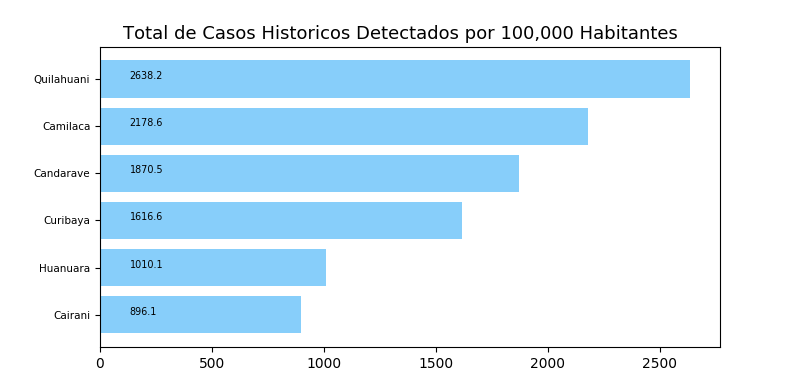 Total de Casos Historicos Detectados por 100,000 Habitantes
Quilahuani 2638.2
Camilaca 2178.6
Candarave 1870.5
Curibaya 1616.6
Huanuara 1010.1
Cairani 896.1
0 500 1000 1500 2000 2500